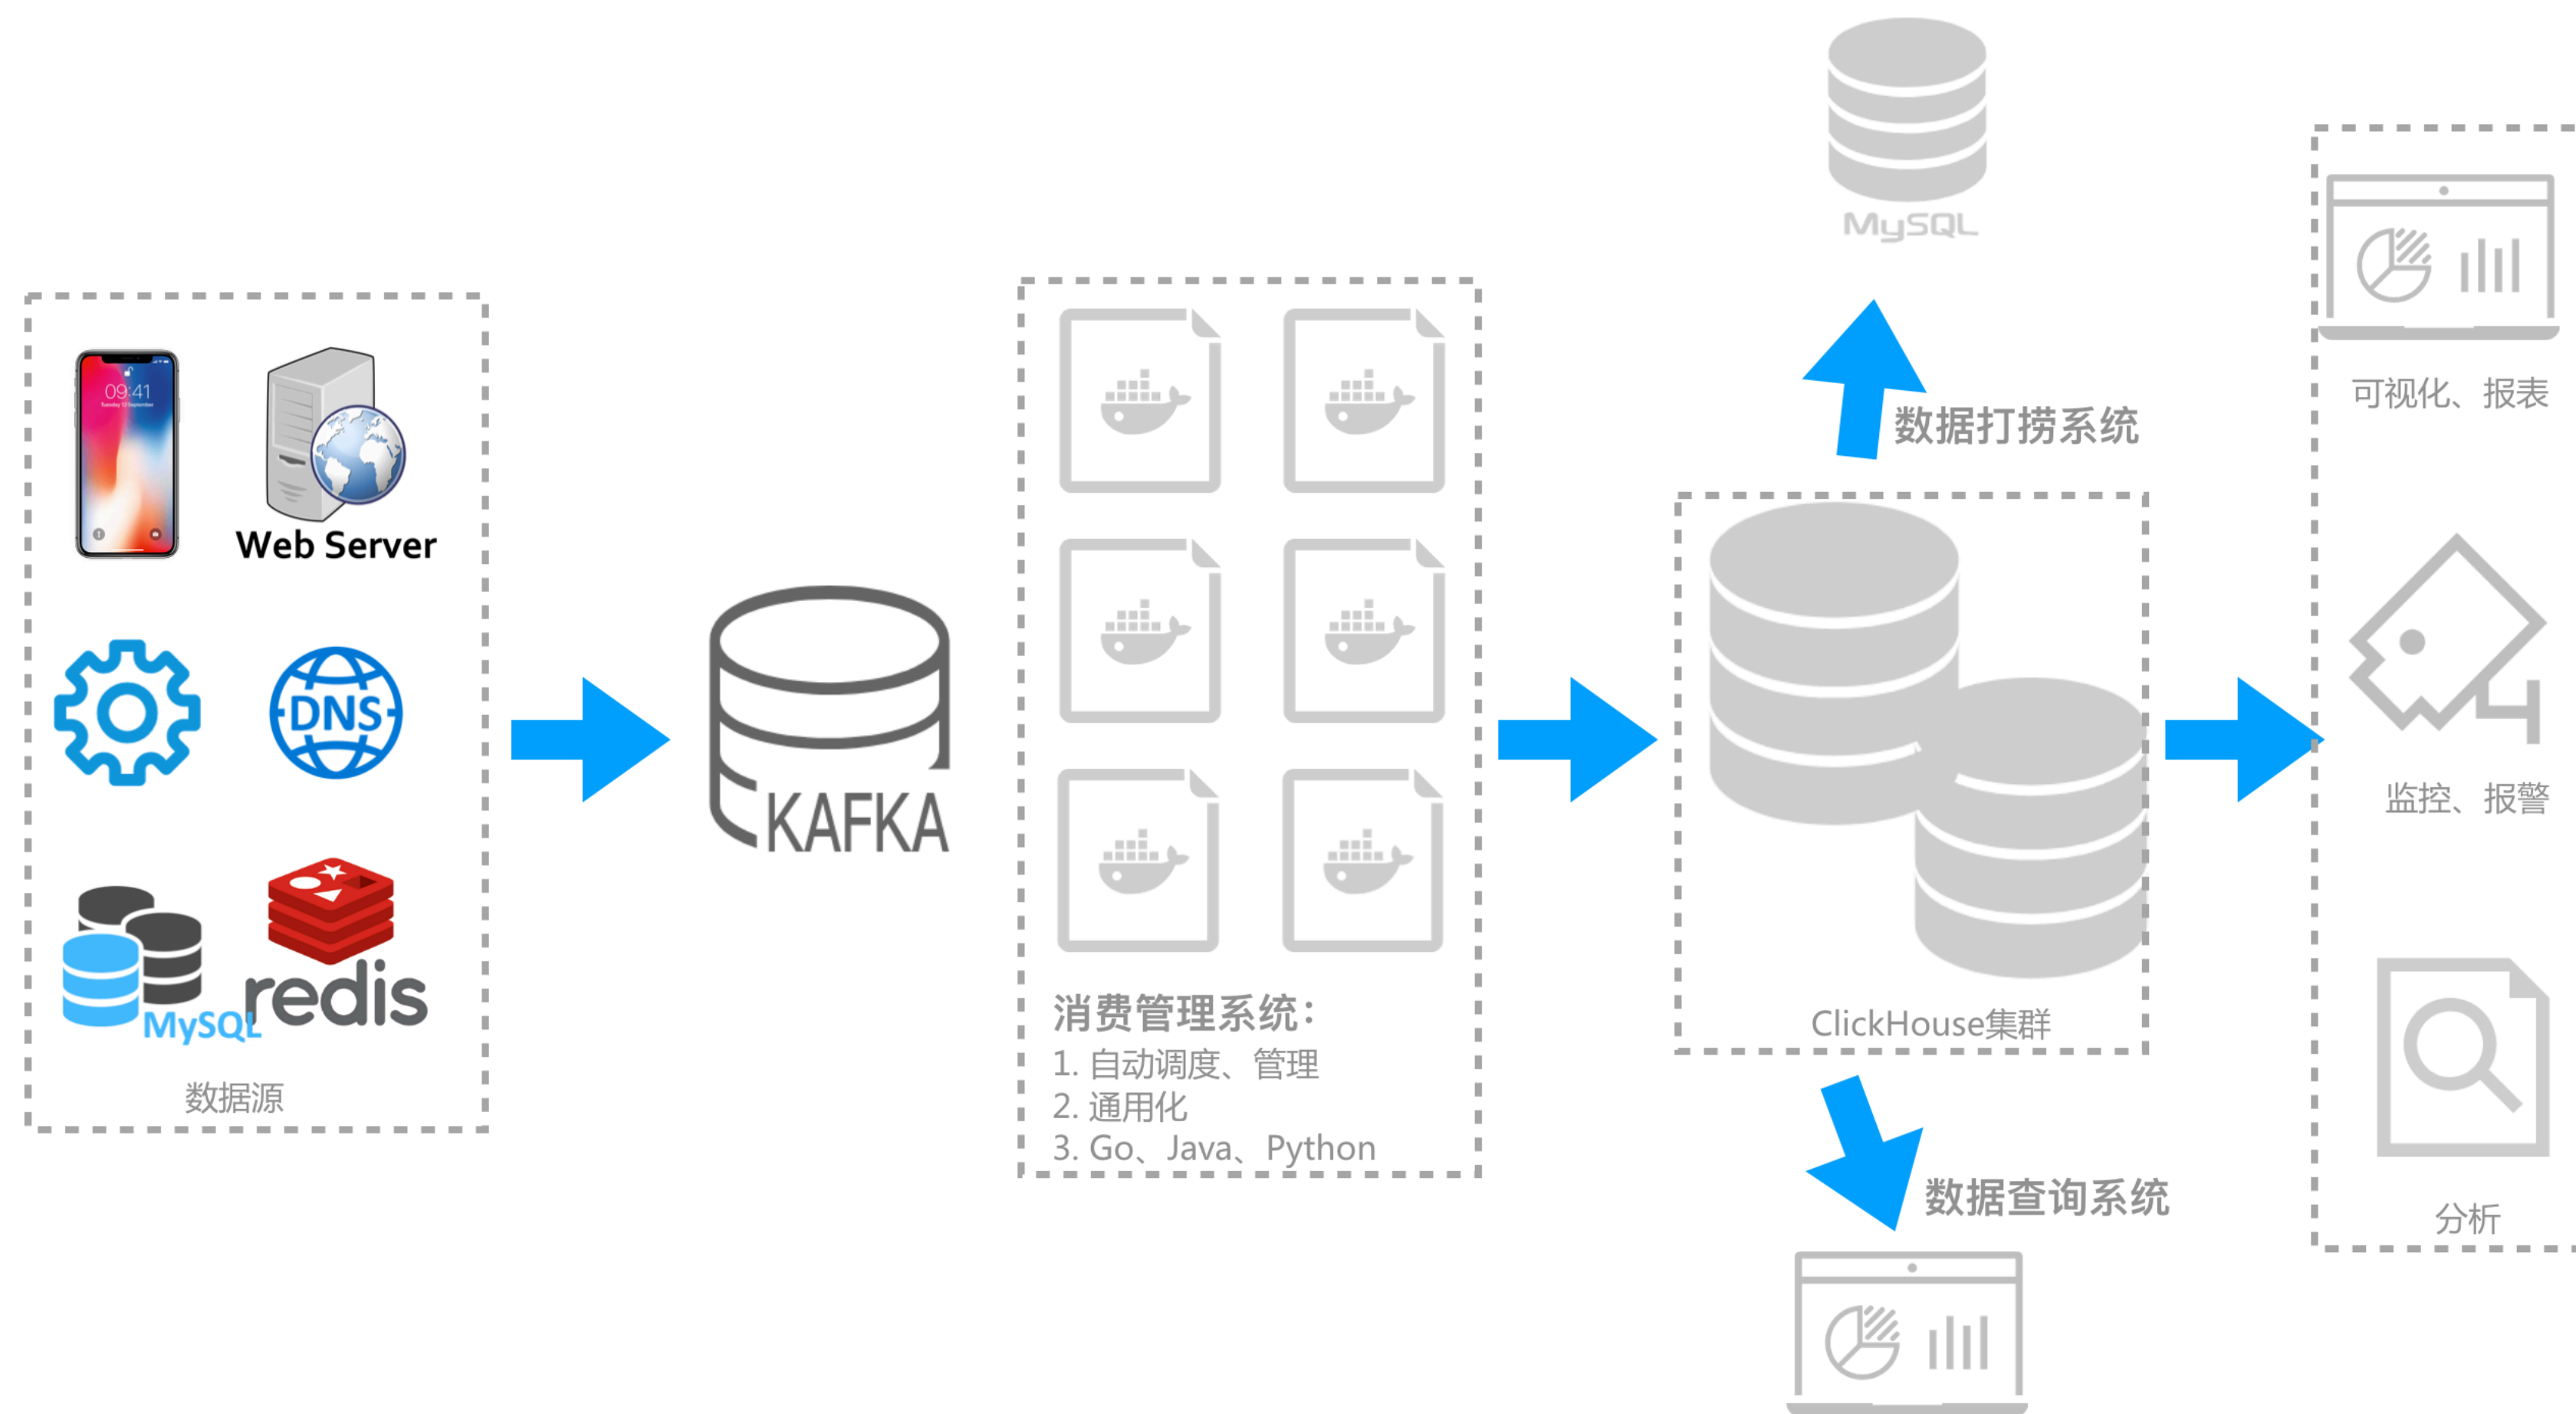 09:41
Tuesday 12 September
Web Server
DNS
MySQL
redis
数据源
KAFKA
消费管理系统：
1. 自动调度、管理
2. 通用化
3. Go、Java、Python
MySQL
数据打捞系统
ClickHouse集群
数据查询系统
可视化、报表
监控、报警
分析